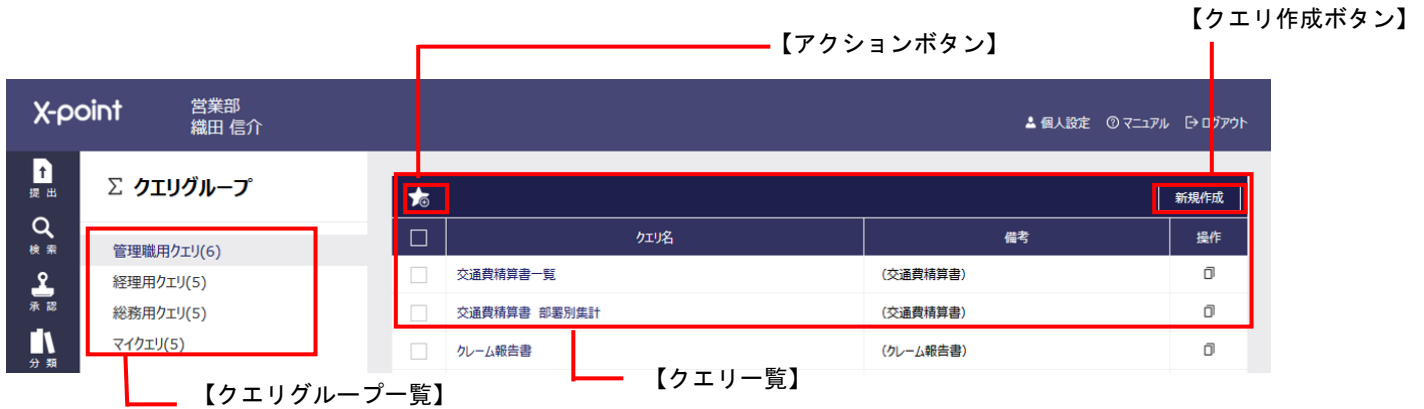 【クエリ作成ボタン】
【アクションボタン】
X-point
営業部
織田 信介
個人設定 マニュアル ログアウト
提出
Σ クエリグループ
新規作成
検索
管理職用クエリ(6)
クエリ名 備考 操作
経理用クエリ(5)
交通費精算書一覧 (交通費精算書)
承認
総務用クエリ(5)
交通費精算書 部署別集計 (交通費精算書)
マイクエリ(5)
クレーム報告書 (クレーム報告書)
分類
【クエリグループ一覧】
【クエリ一覧】